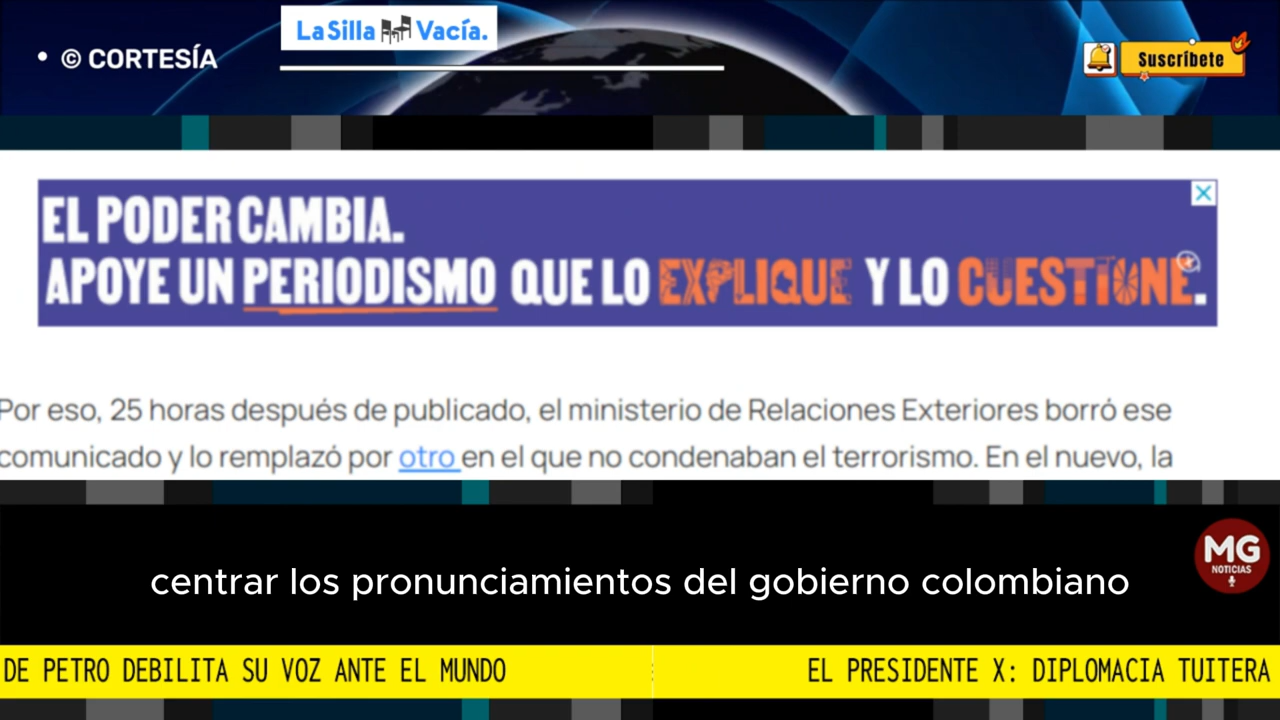 La Silla Vacía.
• © CORTESÍA
Suscríbete
EL PODER CAMBIA.
APOYE UN PERIODISMO QUE LO EXPLIQUE Y LO CUESTIONE.
Por eso, 25 horas después de publicado, el ministerio de Relaciones Exteriores borró ese
comunicado y lo remplazó por otro en el que no condenaban el terrorismo. En el nuevo, la
MG
NOTICIAS
centrar los pronunciamientos del gobierno colombiano
DE PETRO DEBILITA SU VOZ ANTE EL MUNDO
EL PRESIDENTE X: DIPLOMACIA TUITERA